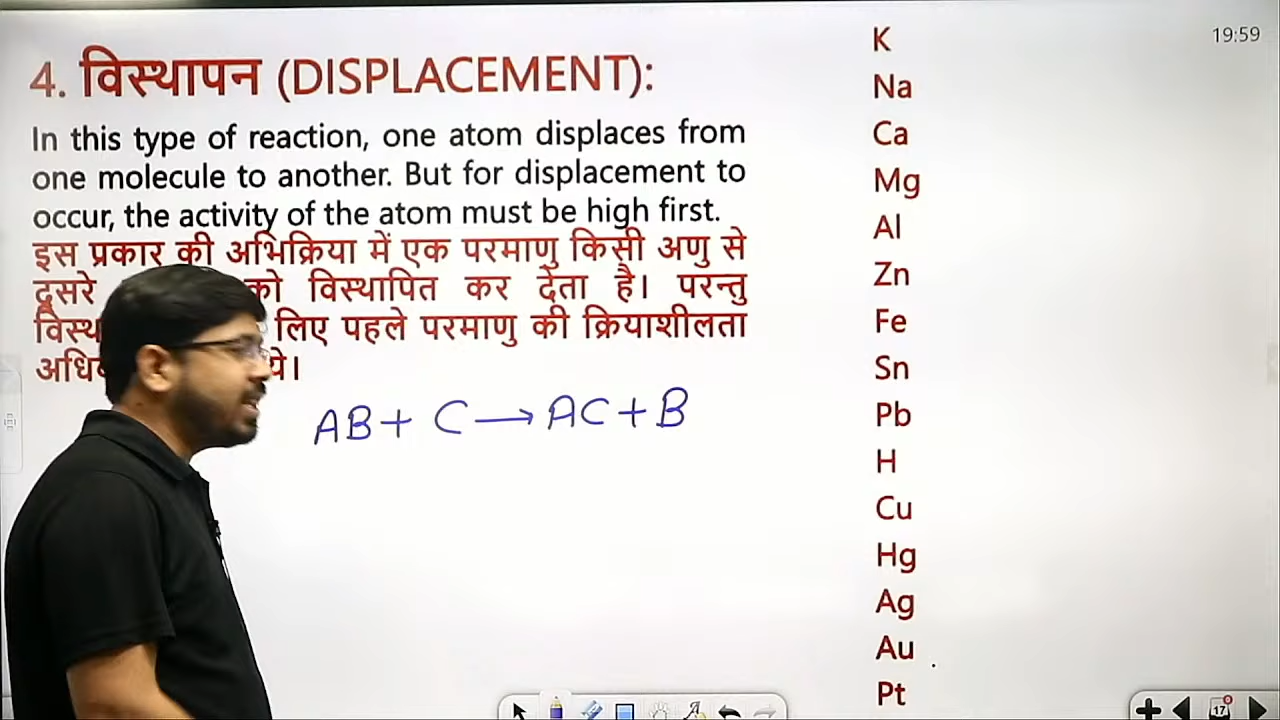 4. विस्थापन (DISPLACEMENT):
In this type of reaction, one atom displaces from
one molecule to another. But for displacement to
occur, the activity of the atom must be high first.
इस प्रकार की अभिक्रिया में एक परमाणु किसी अणु से
दूसरे को विस्थापित कर देता है। परन्तु
लिए पहले परमाणु की क्रियाशीलता
AB + C → AC + B
K
Na
Ca
Mg
Al
Zn
Fe
Sn
Pb
H
Cu
Hg
Ag
Au
Pt
19:59
17